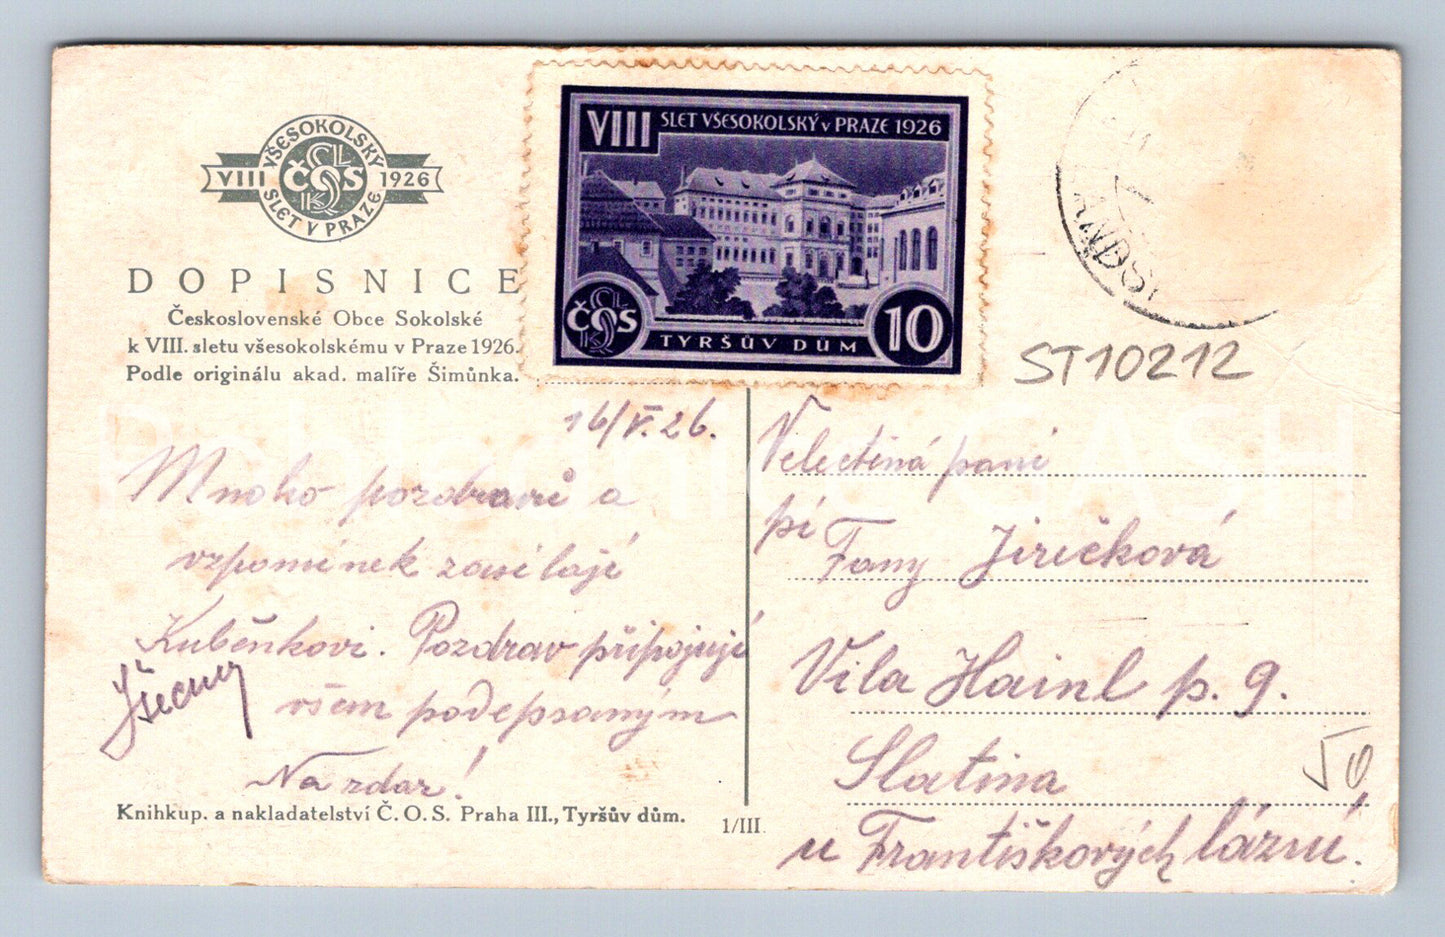 VŠESOKOLSKÝ
VIII ČOS 1926
SLET V PRAZE
DOPISNICE
Československé Obce Sokolské
k VIII. sletu všesokolskému v Praze 1926.
Podle originálu akad. malíře Šimůnka.
VIII SLET VŠESOKOLSKÝ V PRAZE 1926
ČOS
TYRŠŮV DŮM
10
ST10212
16/V. 26.
Mnoho pozdravů a
vzpomínek zasílají
Kuběnkovi. Pozdrav připojují
všem podepsaným
Na zdar!
Knihkup. a nakladatelství Č. O. S. Praha III., Tyršův dům.
1/III.
Velectěná paní
pí Fany Jiričková
Vila Hainl p. 9.
Slatina
u Františkových lázní.
50